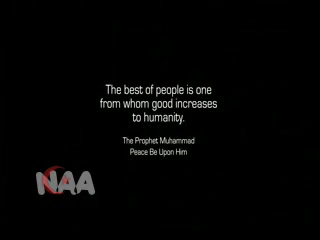 The best of people is one
from whom good increases
to humanity.
The Prophet Muhammad
Peace Be Upon Him
NAA